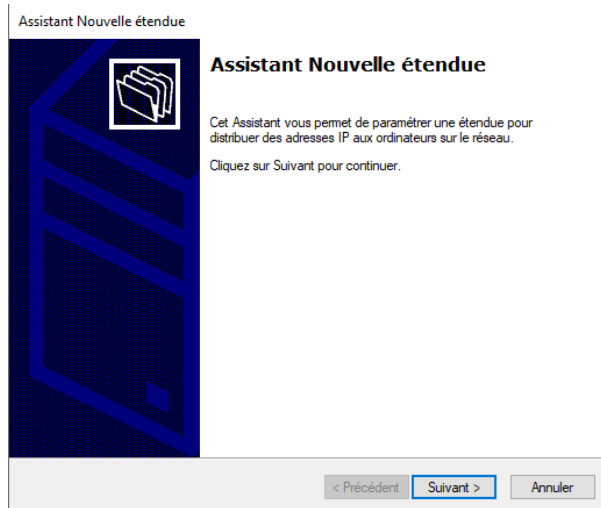 Assistant Nouvelle étendue
Assistant Nouvelle étendue
Cet Assistant vous permet de paramétrer une étendue pour
distribuer des adresses IP aux ordinateurs sur le réseau.
Cliquez sur Suivant pour continuer.
< Précédent Suivant > Annuler